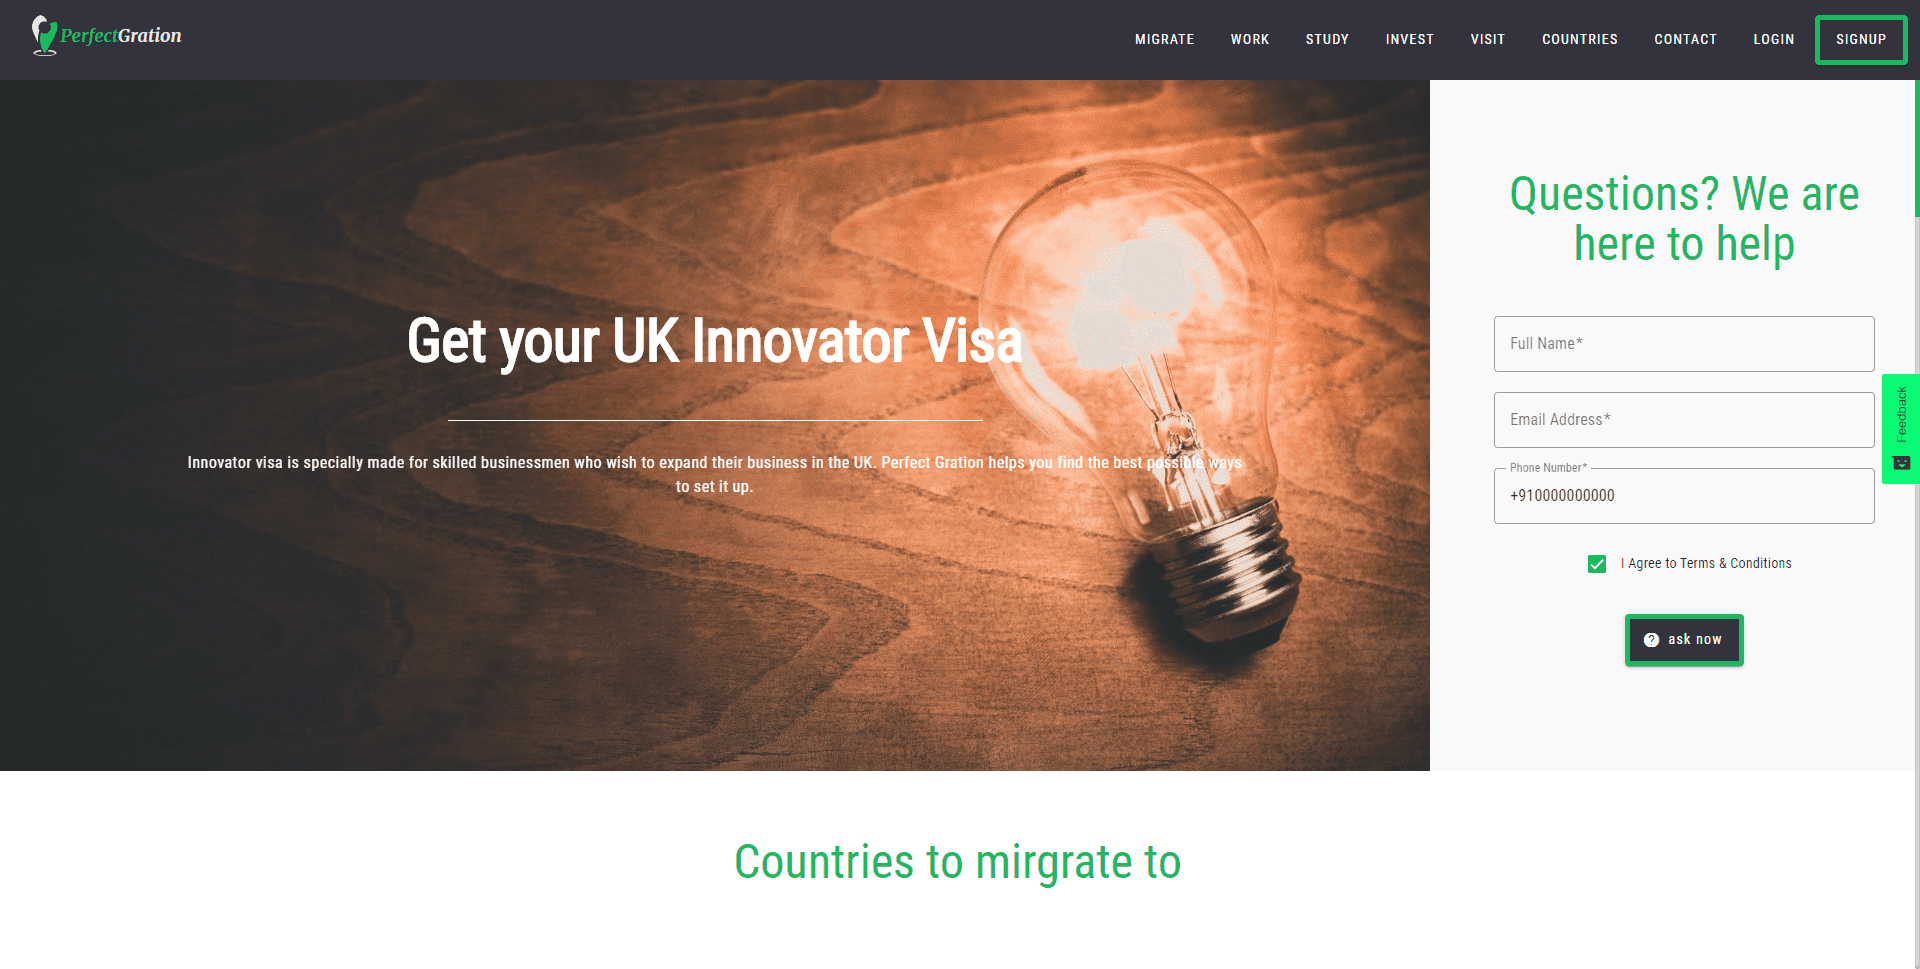 PerfectGration
MIGRATE
WORK
STUDY
INVEST
VISIT
COUNTRIES
CONTACT
LOGIN
SIGNUP
Get your UK Innovator Visa
Innovator visa is specially made for skilled businessmen who wish to expand their business in the UK. Perfect Gration helps you find the best possible ways
to set it up.
Questions? We are
here to help
Full Name*
Email Address*
Phone Number*
+910000000000
I Agree to Terms & Conditions
? ask now
Feedback
Countries to mirgrate to